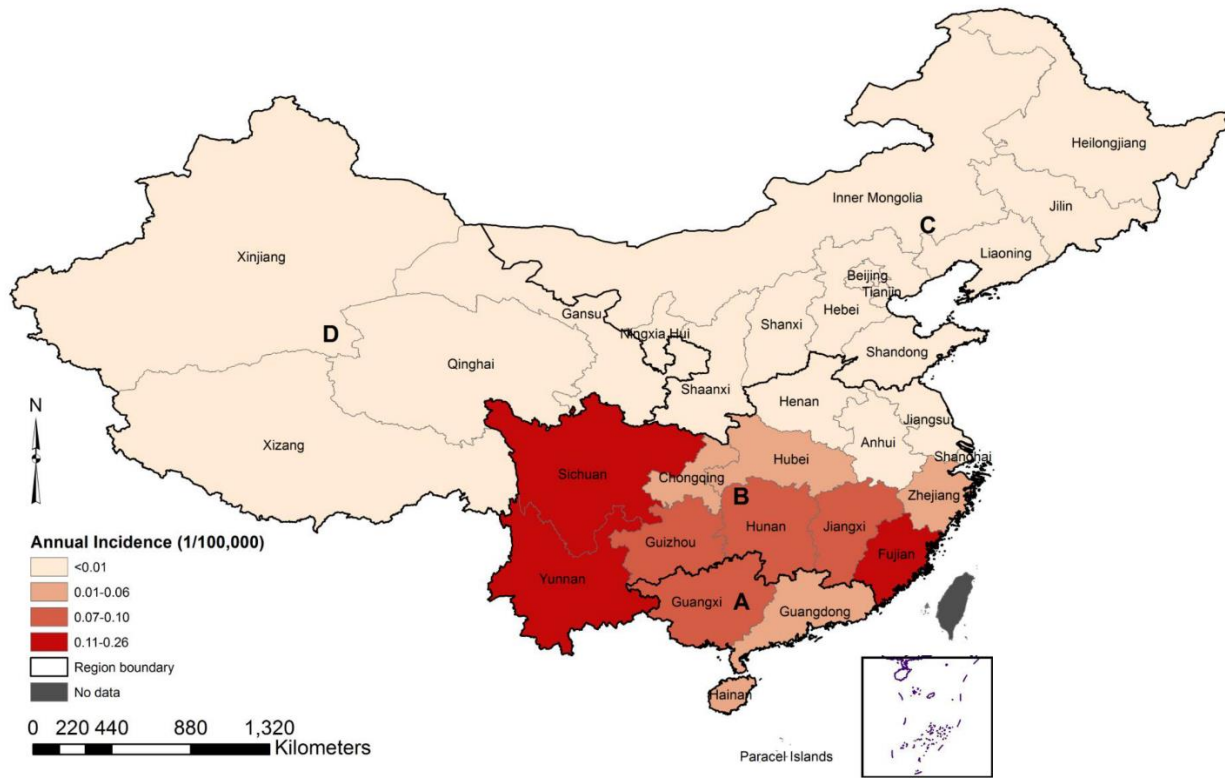 Heilongjiang
Inner Mongolia
Jilin
C
Liaoning
Xinjiang
Beijing
Tianjin
Gansu
Hebei
Ningxia Hui
Shanxi
D
Shandong
Qinghai
Shaanxi
Henan
N
Jiangsu
Xizang
Anhui
Shanghai
Sichuan
Hubei
Chongqing
Zhejiang
B
Hunan
Jiangxi
Guizhou
Fujian
Yunnan
Guangxi
A
Guangdong
Hainan
Paracel Islands
Annual Incidence (1/100,000)
<0.01
0.01-0.06
0.07-0.10
0.11-0.26
Region boundary
No data
0 220 440 880 1,320
Kilometers